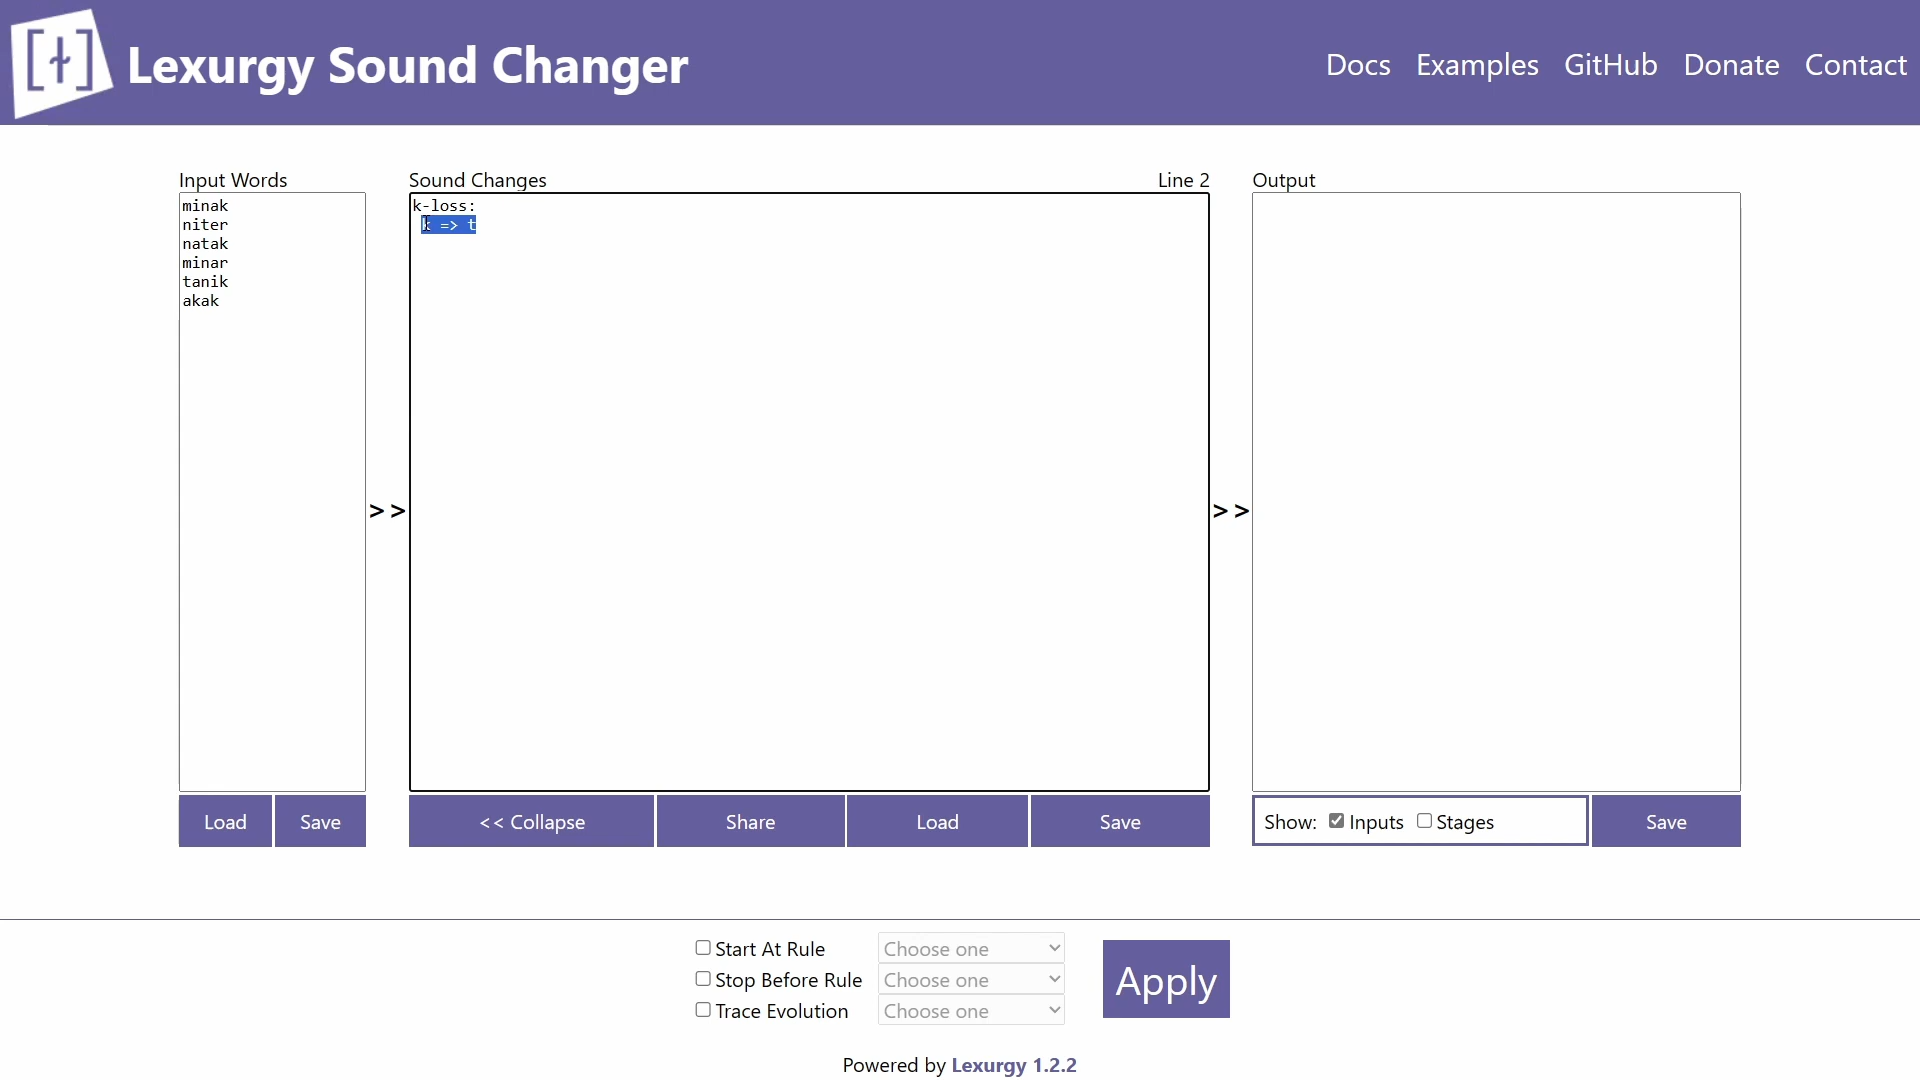 [ɫ] Lexurgy Sound Changer
Docs Examples GitHub Donate Contact
Input Words
minak
niter
natak
minar
tanik
akak
Load Save
>>
Sound Changes Line 2
k-loss:
k => t
<< Collapse Share Load Save
>>
Output
Show: Inputs Stages Save
Start At Rule Choose one
Stop Before Rule Choose one
Trace Evolution Choose one
Apply
Powered by Lexurgy 1.2.2